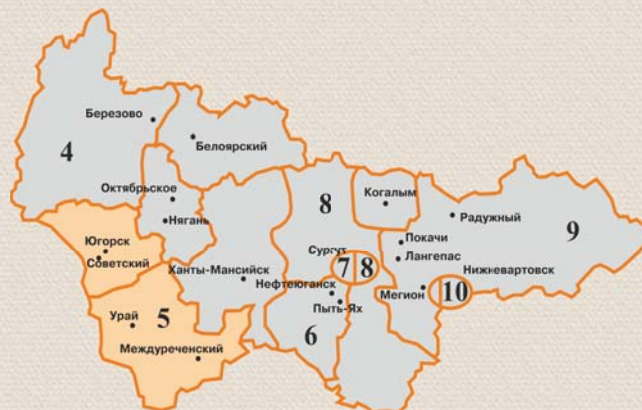 Березово
Белоярский
4
Октябрьское
Нягань
Когалым
8
Радужный
9
Югорск
Советский
Покачи
Сургут
Лангепас
7
8
Ханты-Мансийск
Нижневартовск
Нефтеюганск
Мегион
10
Пыть-Ях
Урай
5
6
Междуреченский